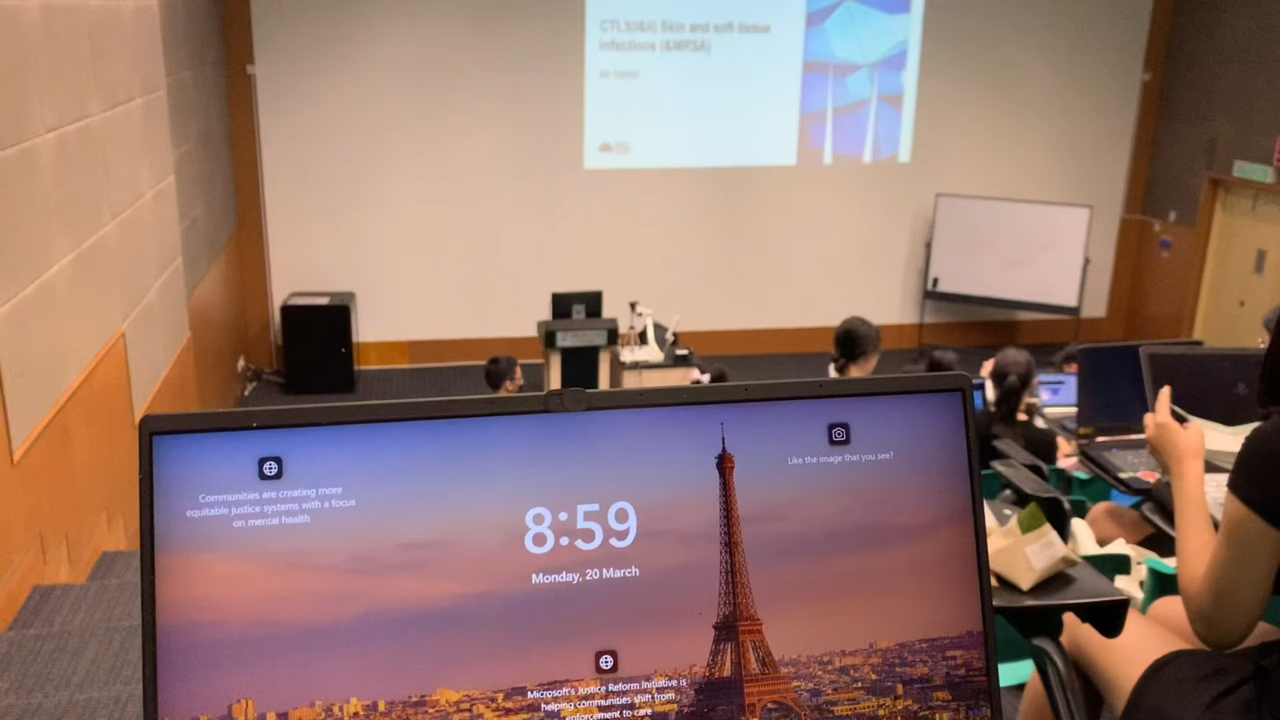 Skin and soft tissue
infections (&MRSA)
Communities are creating more
equitable justice systems with a focus
on mental health
Like the image that you see?
8:59
Monday, 20 March
Microsoft's Justice Reform Initiative is
helping communities shift from
enforcement to care